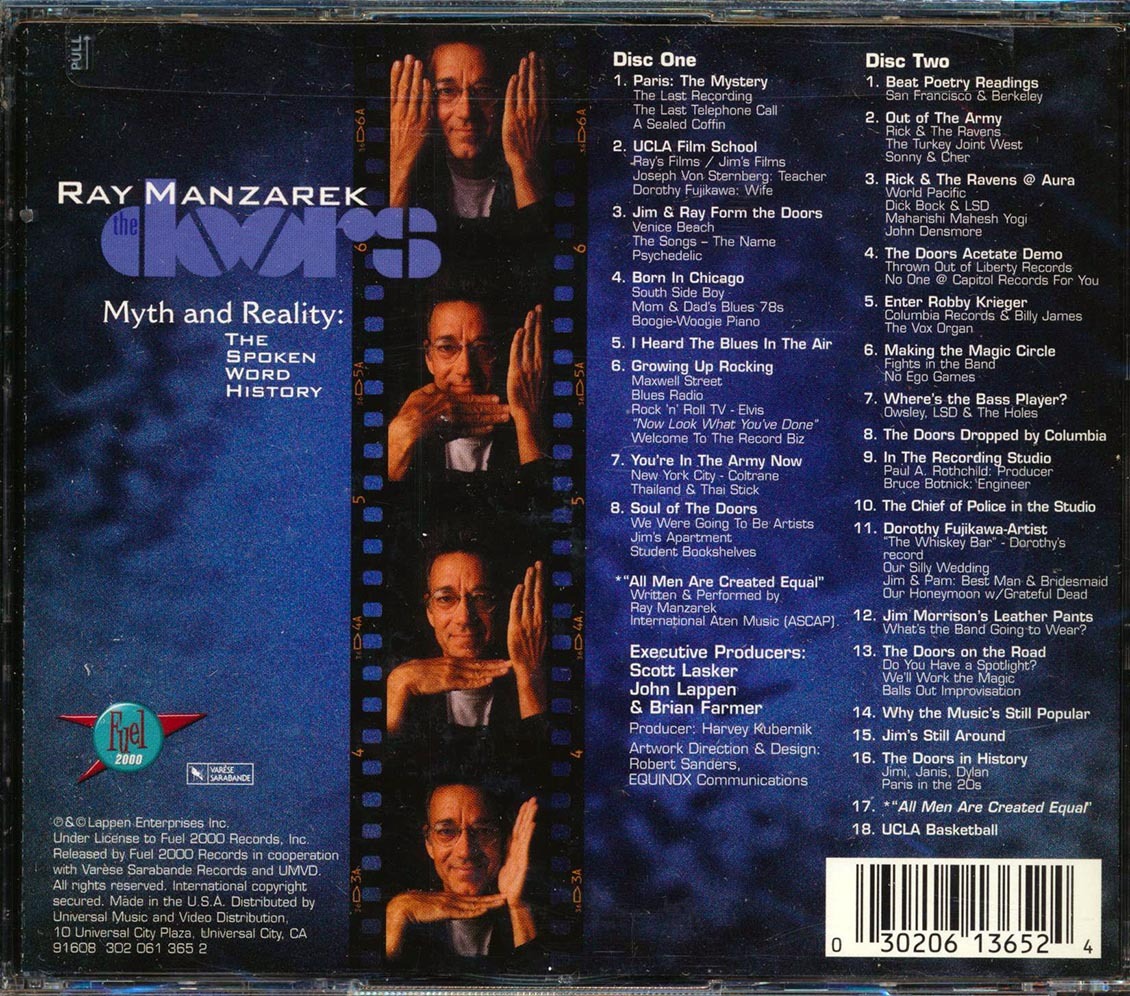 PULL
RAY MANZAREK
the doors
Myth and Reality:
THE
SPOKEN
WORD
HISTORY
6A
6
5A
5
4A
4
3A
Fuel
2000
VARÈSE
SARABANDE
℗&© Lappen Enterprises Inc.
Under License to Fuel 2000 Records, Inc.
Released by Fuel 2000 Records in cooperation
with Varèse Sarabande Records and UMVD.
All rights reserved. International copyright
secured. Made in the U.S.A. Distributed by
Universal Music and Video Distribution,
10 Universal City Plaza, Universal City, CA
91608 302 061 365 2
6A
6
5A
5
4A
4
3A
Disc One
1. Paris: The Mystery
The Last Recording
The Last Telephone Call
A Sealed Coffin
2. UCLA Film School
Ray's Films / Jim's Films
Joseph Von Sternberg: Teacher
Dorothy Fujikawa: Wife
3. Jim & Ray Form the Doors
Venice Beach
The Songs – The Name
Psychedelic
4. Born In Chicago
South Side Boy
Mom & Dad's Blues 78s
Boogie-Woogie Piano
5. I Heard The Blues In The Air
6. Growing Up Rocking
Maxwell Street
Blues Radio
Rock 'n' Roll TV - Elvis
"Now Look What You've Done"
Welcome To The Record Biz
7. You're In The Army Now
New York City - Coltrane
Thailand & Thai Stick
8. Soul of The Doors
We Were Going To Be Artists
Jim's Apartment
Student Bookshelves
*"All Men Are Created Equal"
Written & Performed by
Ray Manzarek
International Aten Music (ASCAP).
Executive Producers:
Scott Lasker
John Lappen
& Brian Farmer
Producer: Harvey Kubernik
Artwork Direction & Design:
Robert Sanders,
EQUINOX Communications
Disc Two
1. Beat Poetry Readings
San Francisco & Berkeley
2. Out of The Army
Rick & The Ravens
The Turkey Joint West
Sonny & Cher
3. Rick & The Ravens @ Aura
World Pacific
Dick Bock & LSD
Maharishi Mahesh Yogi
John Densmore
4. The Doors Acetate Demo
Thrown Out of Liberty Records
No One @ Capitol Records For You
5. Enter Robby Krieger
Columbia Records & Billy James
The Vox Organ
6. Making the Magic Circle
Fights in the Band
No Ego Games
7. Where's the Bass Player?
Owsley, LSD & The Holes
8. The Doors Dropped by Columbia
9. In The Recording Studio
Paul A. Rothchild: Producer
Bruce Botnick: Engineer
10. The Chief of Police in the Studio
11. Dorothy Fujikawa-Artist
"The Whiskey Bar" - Dorothy's
record
Our Silly Wedding
Jim & Pam: Best Man & Bridesmaid
Our Honeymoon w/Grateful Dead
12. Jim Morrison's Leather Pants
What's the Band Going to Wear?
13. The Doors on the Road
Do You Have a Spotlight?
We'll Work the Magic
Balls Out Improvisation
14. Why the Music's Still Popular
15. Jim's Still Around
16. The Doors in History
Jimi, Janis, Dylan
Paris in the 20s
17. *"All Men Are Created Equal"
18. UCLA Basketball
0 30206 13652 4